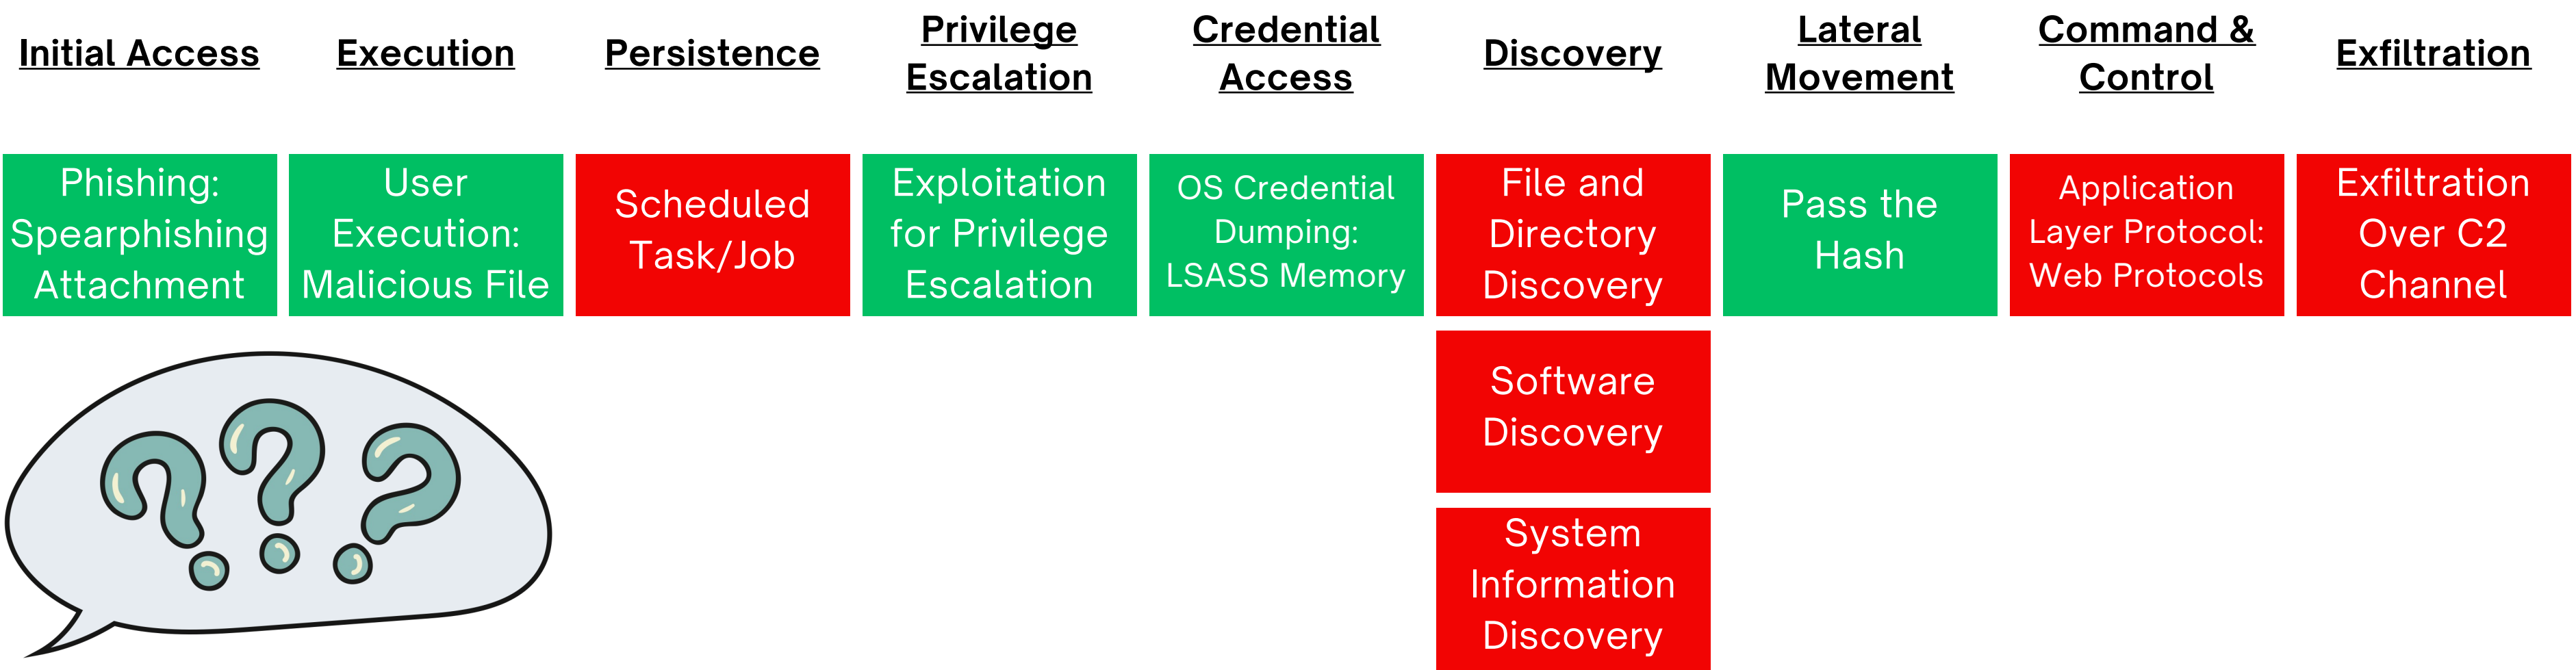 Initial Access
Execution
Persistence
Privilege
Escalation
Credential
Access
Discovery
Lateral
Movement
Command &
Control
Exfiltration
Phishing:
Spearphishing
Attachment
User
Execution:
Malicious File
Scheduled
Task/Job
Exploitation
for Privilege
Escalation
OS Credential
Dumping:
LSASS Memory
File and
Directory
Discovery
Pass the
Hash
Application
Layer Protocol:
Web Protocols
Exfiltration
Over C2
Channel
Software
Discovery
System
Information
Discovery